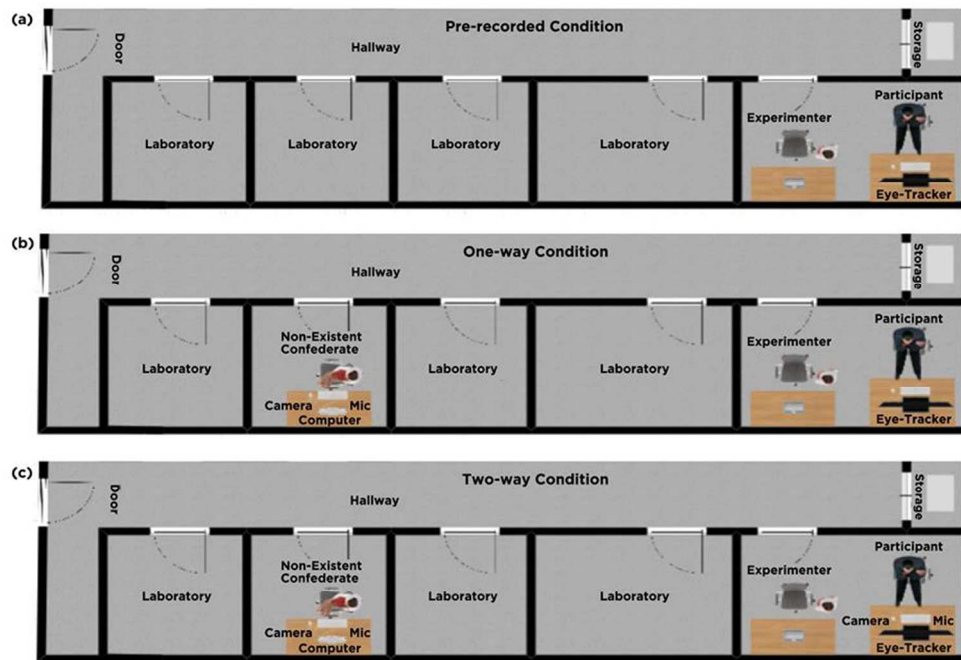 (a)
Pre-recorded Condition
Door
Hallway
Storage
Participant
Experimenter
Laboratory
Laboratory
Laboratory
Laboratory
Eye-Tracker
(b)
One-way Condition
Door
Hallway
Storage
Participant
Non-Existent
Confederate
Experimenter
Laboratory
Laboratory
Laboratory
Camera
Mic
Computer
Eye-Tracker
(c)
Two-way Condition
Door
Hallway
Storage
Participant
Non-Existent
Confederate
Experimenter
Laboratory
Laboratory
Laboratory
Camera
Mic
Computer
Camera
Mic
Eye-Tracker